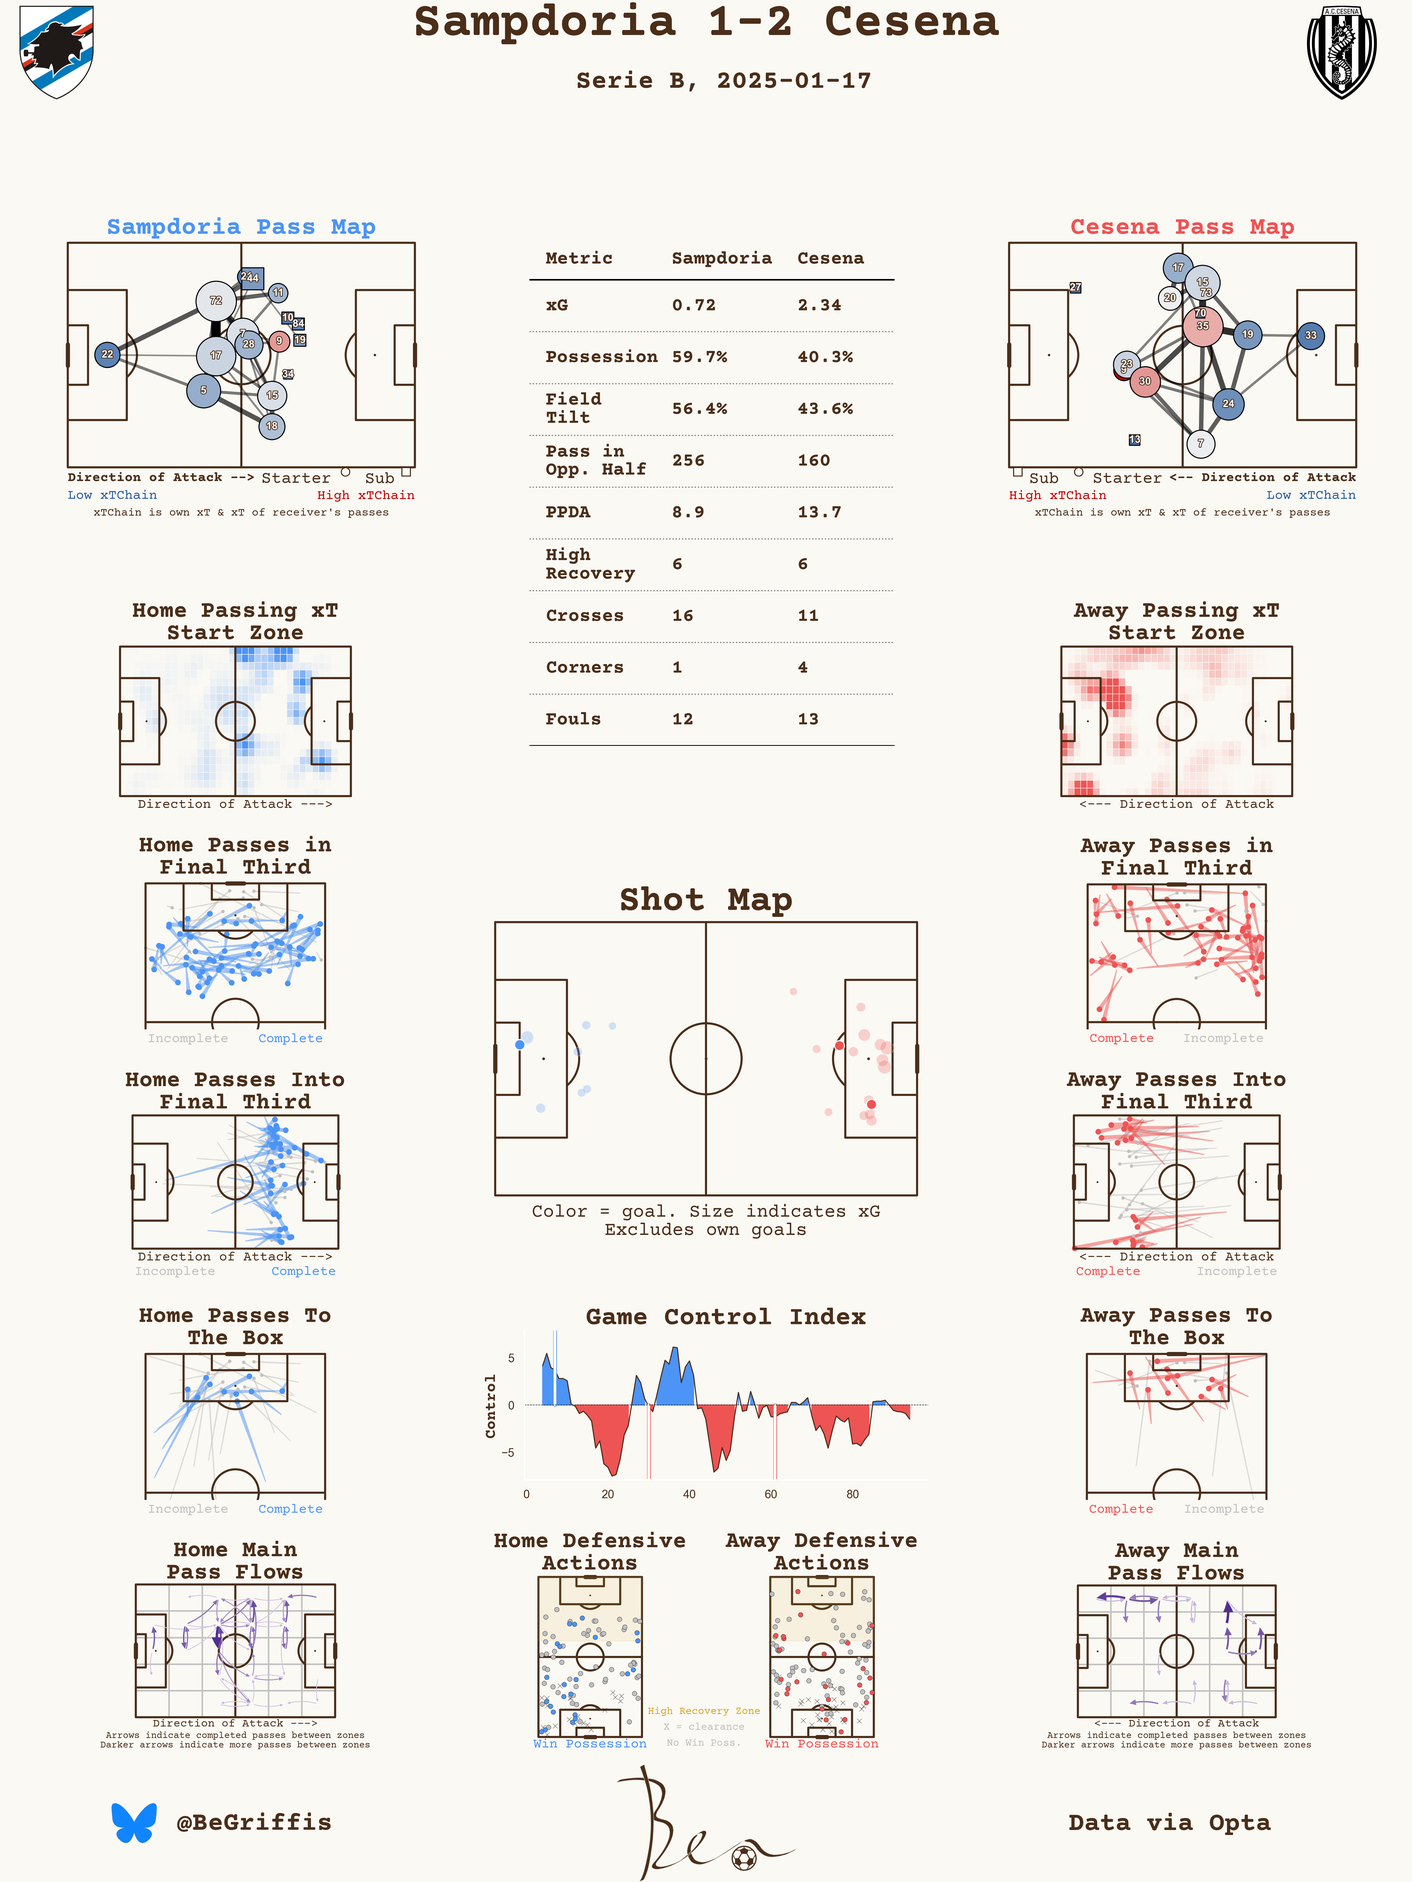 Sampdoria 1-2 Cesena
Serie B, 2025-01-17
A.C.CESENA
Sampdoria Pass Map
22
72
17
5
24
44
11
10
84
19
7
28
9
34
15
18
Direction of Attack --> Starter Sub
Low xTChain High xTChain
xTChain is own xT & xT of receiver's passes
Metric Sampdoria Cesena
xG 0.72 2.34
Possession 59.7% 40.3%
Field
Tilt 56.4% 43.6%
Pass in
Opp. Half 256 160
PPDA 8.9 13.7
High
Recovery 6 6
Crosses 16 11
Corners 1 4
Fouls 12 13
Cesena Pass Map
27
17
15
73
20
70
35
19
33
23
9
30
24
13
7
Sub Starter <-- Direction of Attack
High xTChain Low xTChain
xTChain is own xT & xT of receiver's passes
Home Passing xT
Start Zone
Direction of Attack --->
Away Passing xT
Start Zone
<--- Direction of Attack
Home Passes in
Final Third
Incomplete Complete
Away Passes in
Final Third
Complete Incomplete
Shot Map
Color = goal. Size indicates xG
Excludes own goals
Home Passes Into
Final Third
Direction of Attack --->
Incomplete Complete
Away Passes Into
Final Third
<--- Direction of Attack
Complete Incomplete
Home Passes To
The Box
Incomplete Complete
Game Control Index
Control
5
0
−5
0 20 40 60 80
Away Passes To
The Box
Complete Incomplete
Home Main
Pass Flows
Direction of Attack --->
Arrows indicate completed passes between zones
Darker arrows indicate more passes between zones
Home Defensive
Actions
Win Possession
Away Defensive
Actions
Win Possession
High Recovery Zone
X = clearance
No Win Poss.
Away Main
Pass Flows
<--- Direction of Attack
Arrows indicate completed passes between zones
Darker arrows indicate more passes between zones
@BeGriffis
Ben
Data via Opta